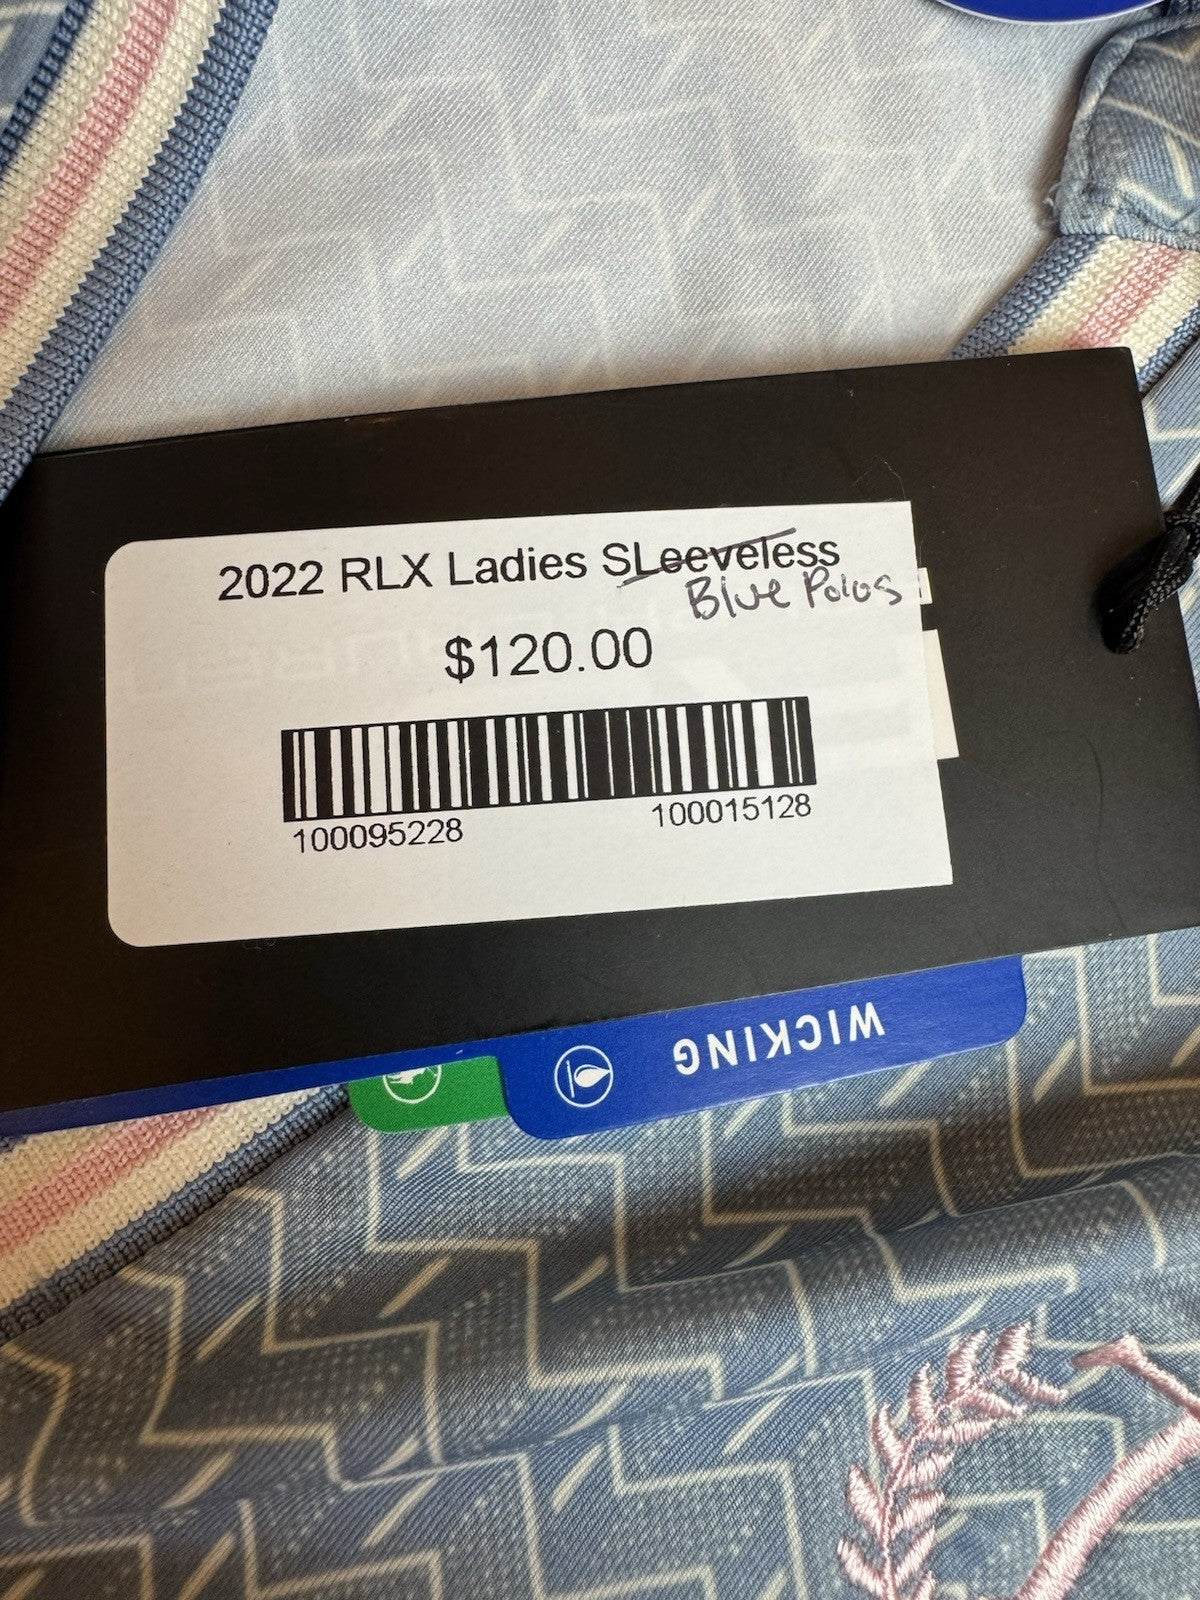 2022 RLX Ladies SLeeveless
Blue Polos
$120.00
100095228 100015128
WICKING